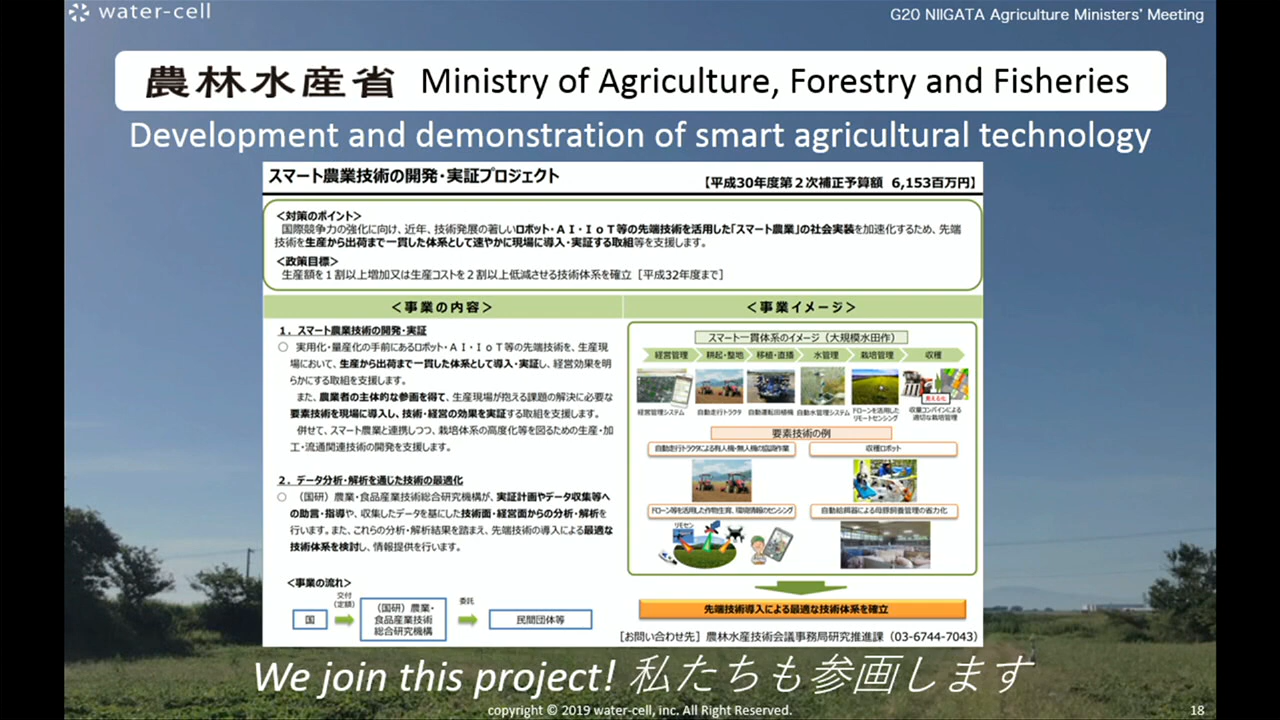 water-cell
G20 NIIGATA Agriculture Ministers' Meeting
農林水産省 Ministry of Agriculture, Forestry and Fisheries
Development and demonstration of smart agricultural technology
スマート農業技術の開発・実証プロジェクト
【平成30年度第2次補正予算額 6,153百万円】
＜対策のポイント＞
国際競争力の強化に向け、近年、技術発展の著しいロボット・AI・IoT等の先端技術を活用した「スマート農業」の社会実装を加速化するため、先端
技術を生産から出荷まで一貫した体系として速やかに現場に導入・実証する取組等を支援します。
＜政策目標＞
生産額を1割以上増加又は生産コストを2割以上低減させる技術体系を確立［平成32年度まで］
＜事業の内容＞
1．スマート農業技術の開発・実証
○ 実用化・量産化の手前にあるロボット・AI・IoT等の先端技術を、生産現
場において、生産から出荷まで一貫した体系として導入・実証し、経営効果を明
らかにする取組を支援します。
また、農業者の主体的な参画を得て、生産現場が抱える課題の解決に必要な
要素技術を現場に導入し、技術・経営の効果を実証する取組を支援します。
併せて、スマート農業と連携しつつ、栽培体系の高度化等を図るための生産・加
工・流通関連技術の開発を支援します。
2．データ分析・解析を通じた技術の最適化
○ （国研）農業・食品産業技術総合研究機構が、実証計画やデータ収集等へ
の助言・指導や、収集したデータを基にした技術面・経営面からの分析・解析を
行います。また、これらの分析・解析結果を踏まえ、先端技術の導入による最適な
技術体系を検討し、情報提供を行います。
＜事業の流れ＞
国
交付
（定額）
（国研）農業・
食品産業技術
総合研究機構
委託
民間団体等
＜事業イメージ＞
スマート一貫体系のイメージ（大規模水田作）
経営管理 耕起・整地 移植・直播 水管理 栽培管理 収穫
見える化
経営管理システム 自動走行トラクタ 自動運転田植機 自動水管理システム
ドローンを活用した
リモートセンシング
収量コンバインによる
適切な栽培管理
要素技術の例
自動走行トラクタによる有人機・無人機の協調作業
収穫ロボット
ドローン等を活用した作物生育、環境情報のセンシング
自動給餌器による母豚飼養管理の省力化
リモセン
先端技術導入による最適な技術体系を確立
［お問い合わせ先］農林水産技術会議事務局研究推進課（03-6744-7043）
We join this project! 私たちも参画します
copyright © 2019 water-cell, inc. All Right Reserved.
18